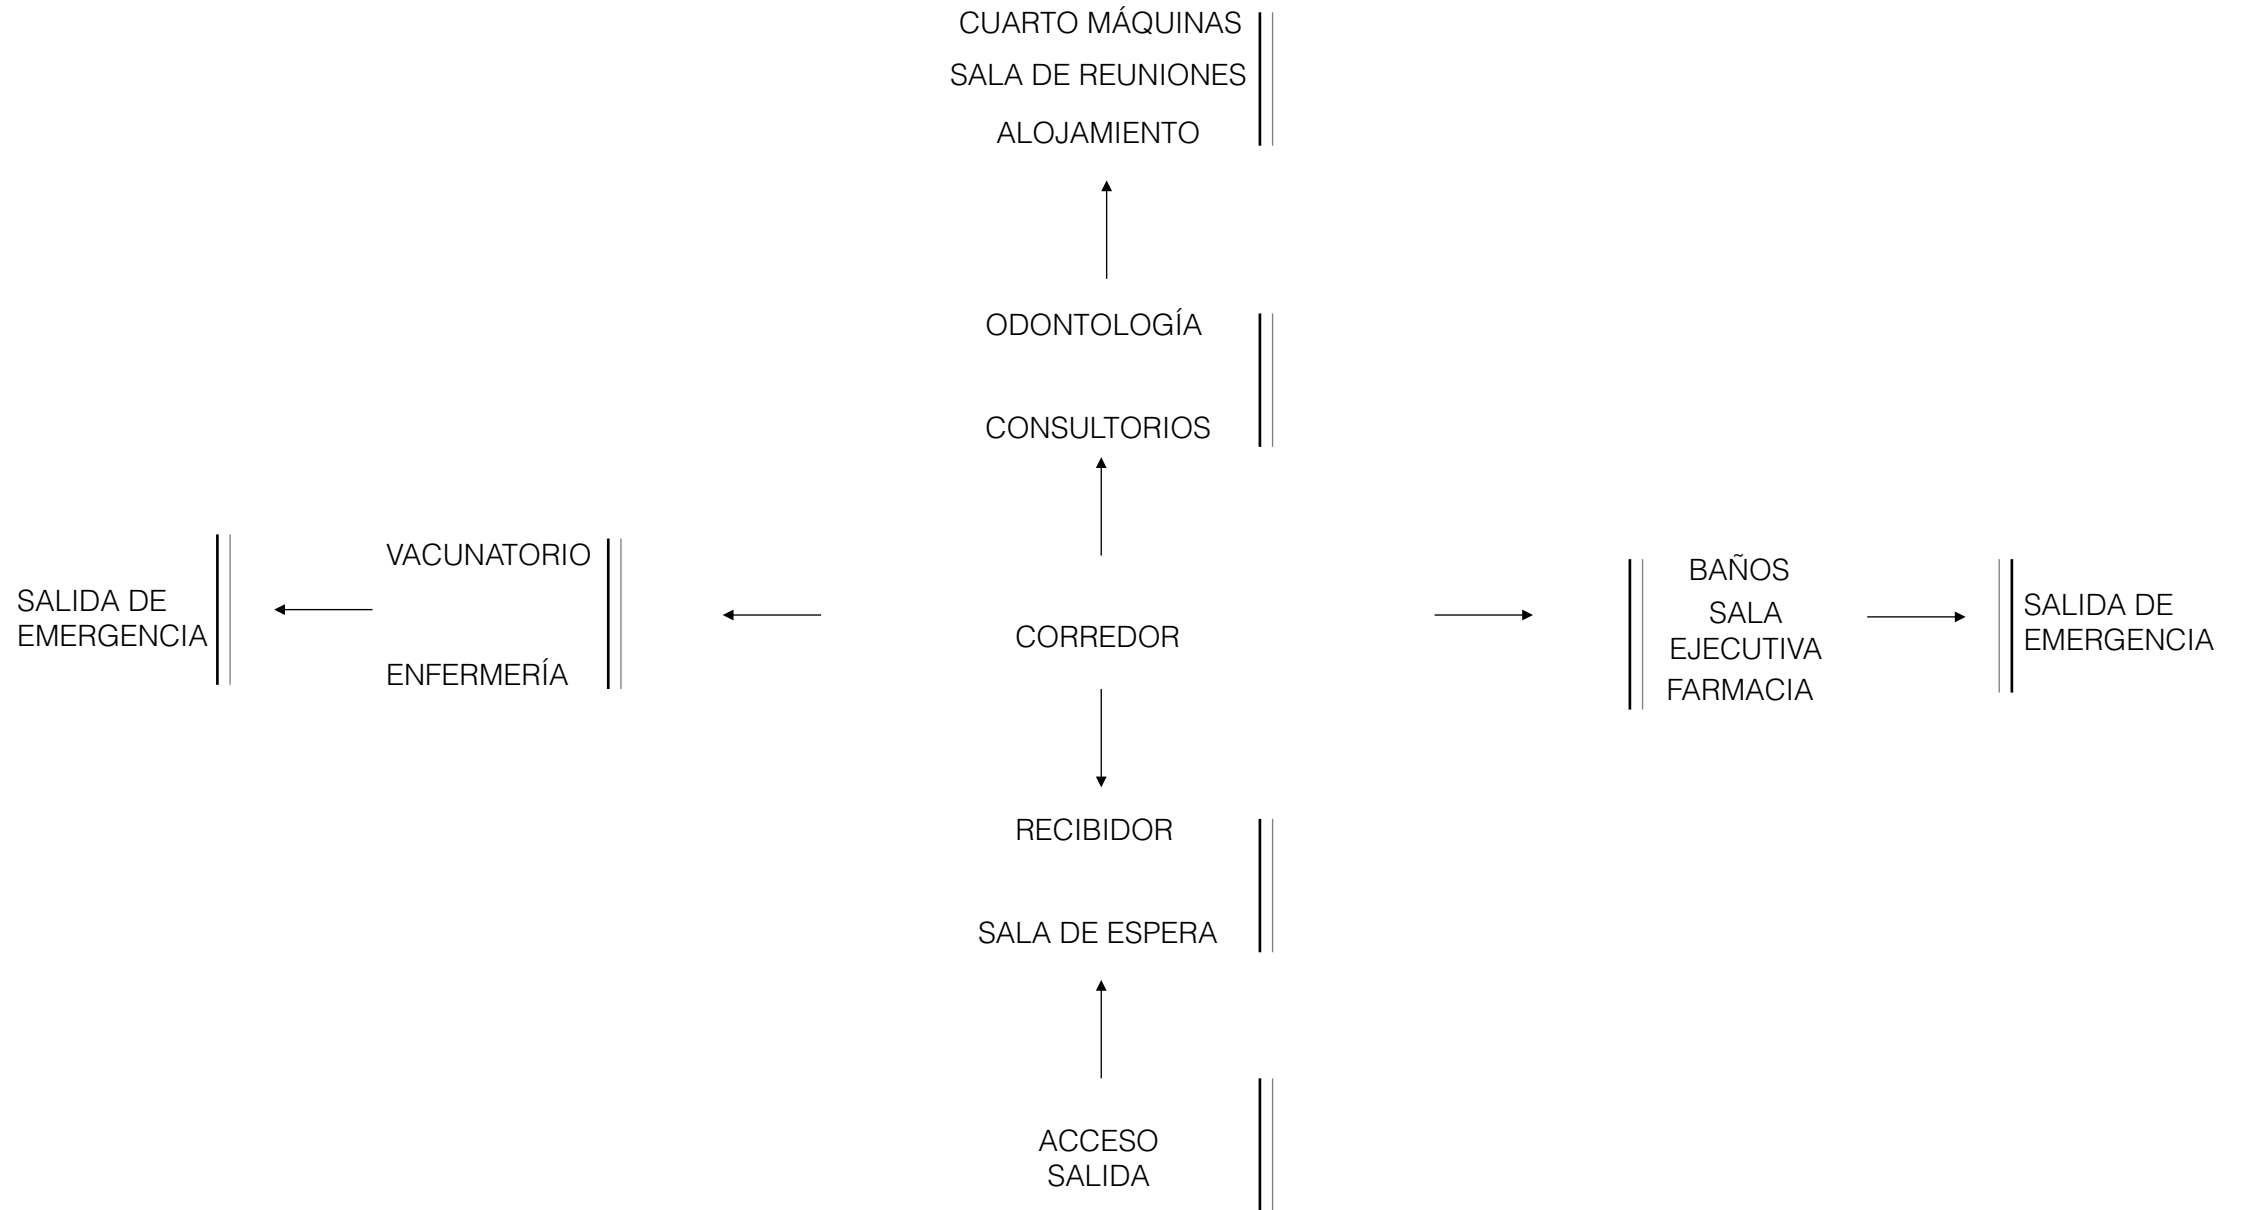 CUARTO MÁQUINAS
SALA DE REUNIONES
ALOJAMIENTO
ODONTOLOGÍA
CONSULTORIOS
SALIDA DE
EMERGENCIA
VACUNATORIO
ENFERMERÍA
CORREDOR
BAÑOS
SALA
EJECUTIVA
FARMACIA
SALIDA DE
EMERGENCIA
RECIBIDOR
SALA DE ESPERA
ACCESO
SALIDA